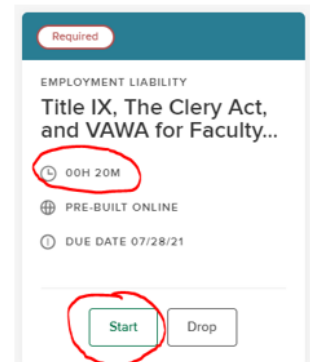 Required
EMPLOYMENT LIABILITY
Title IX, The Clery Act,
and VAWA for Faculty...
00H 20M
PRE-BUILT ONLINE
DUE DATE 07/28/21
Start Drop